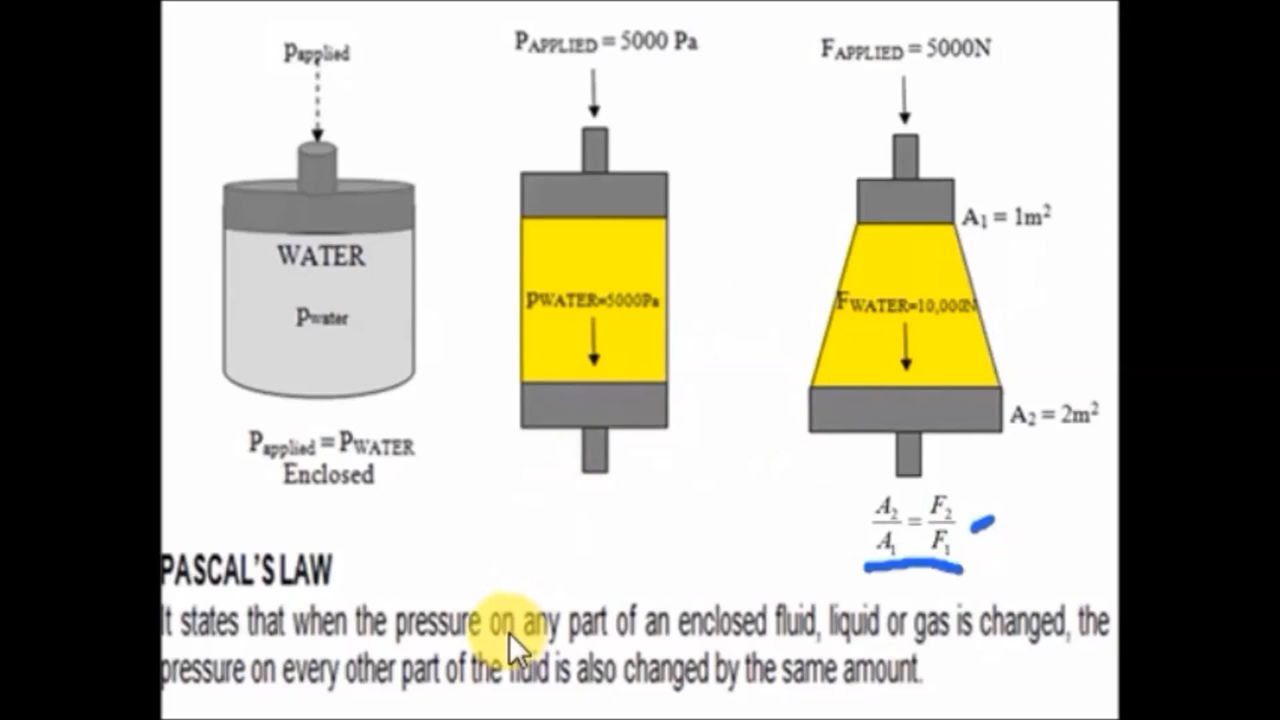 Papplied
PAPPLIED = 5000 Pa
FAPPLIED = 5000N
WATER
Pwater
Papplied = PWATER
Enclosed
PWATER=5000Pa
A1 = 1m²
FWATER=10,000N
A2 = 2m²
A2/A1 = F2/F1
PASCAL'S LAW
It states that when the pressure on any part of an enclosed fluid, liquid or gas is changed, the
pressure on every other part of the fluid is also changed by the same amount.